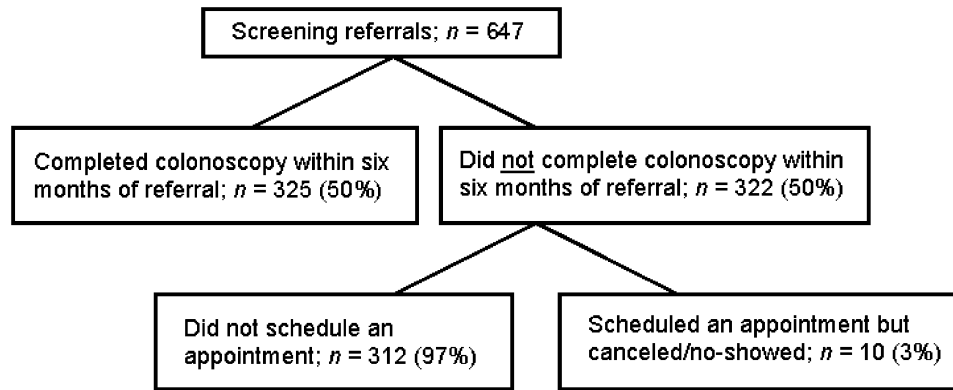 Screening referrals; n = 647
Completed colonoscopy within six
months of referral; n = 325 (50%)
Did not complete colonoscopy within
six months of referral; n = 322 (50%)
Did not schedule an
appointment; n = 312 (97%)
Scheduled an appointment but
canceled/no-showed; n = 10 (3%)